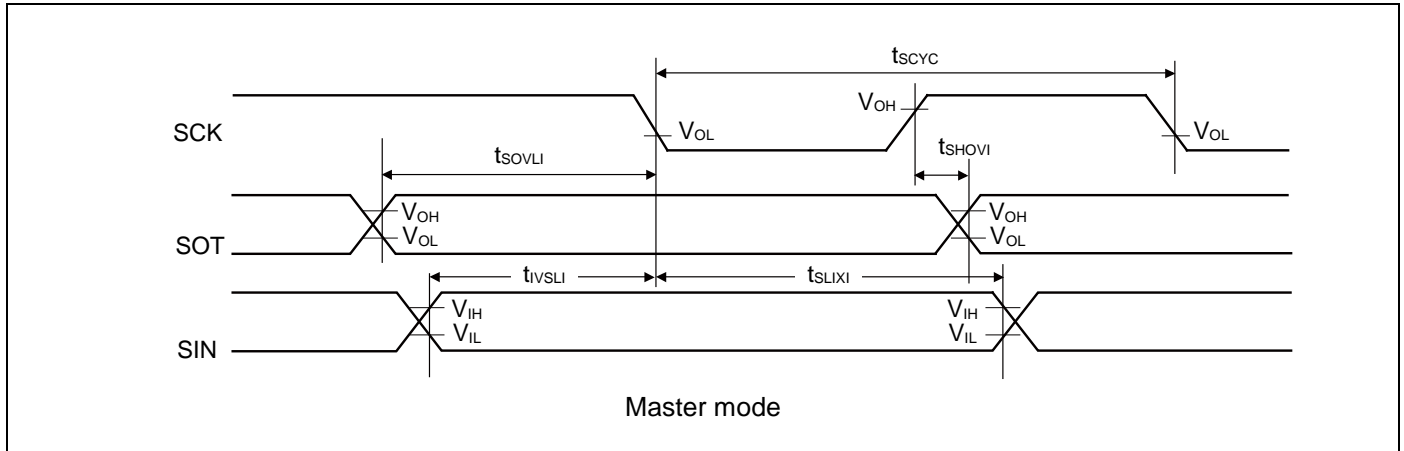 tSCYC
SCK
VOH
VOL
VOL
tSOVLI
tSHOVI
SOT
VOH
VOL
VOH
VOL
tIVSLI
tSLIXI
SIN
VIH
VIL
VIH
VIL
Master mode